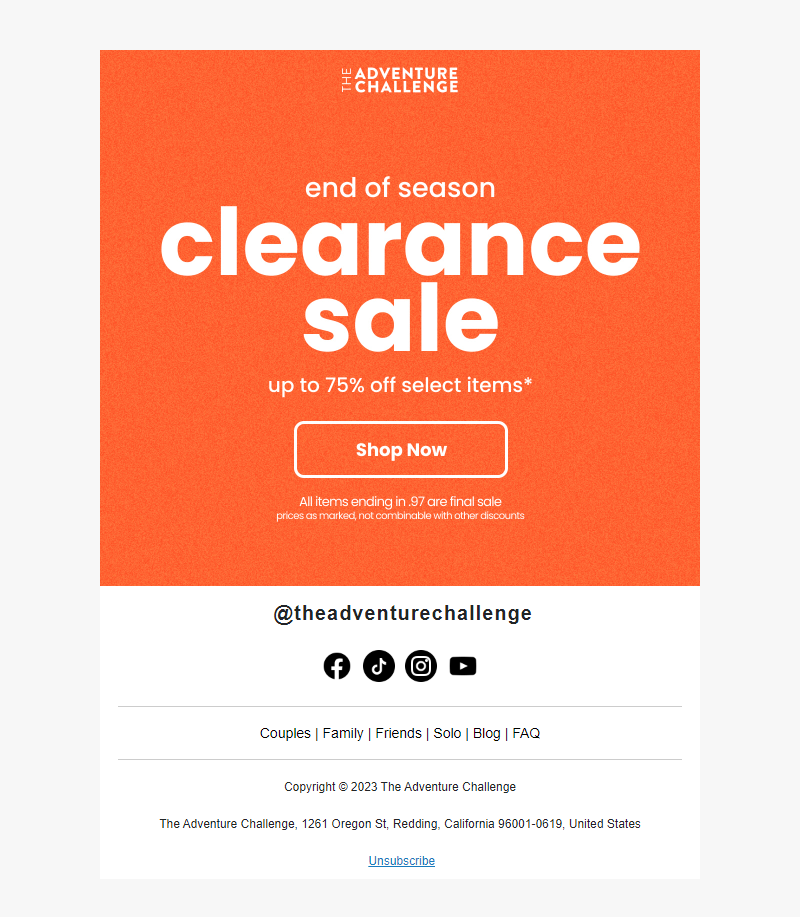 THE ADVENTURE
CHALLENGE
end of season
clearance
sale
up to 75% off select items*
Shop Now
All items ending in .97 are final sale
prices as marked, not combinable with other discounts
@theadventurechallenge
Couples | Family | Friends | Solo | Blog | FAQ
Copyright © 2023 The Adventure Challenge
The Adventure Challenge, 1261 Oregon St, Redding, California 96001-0619, United States
Unsubscribe